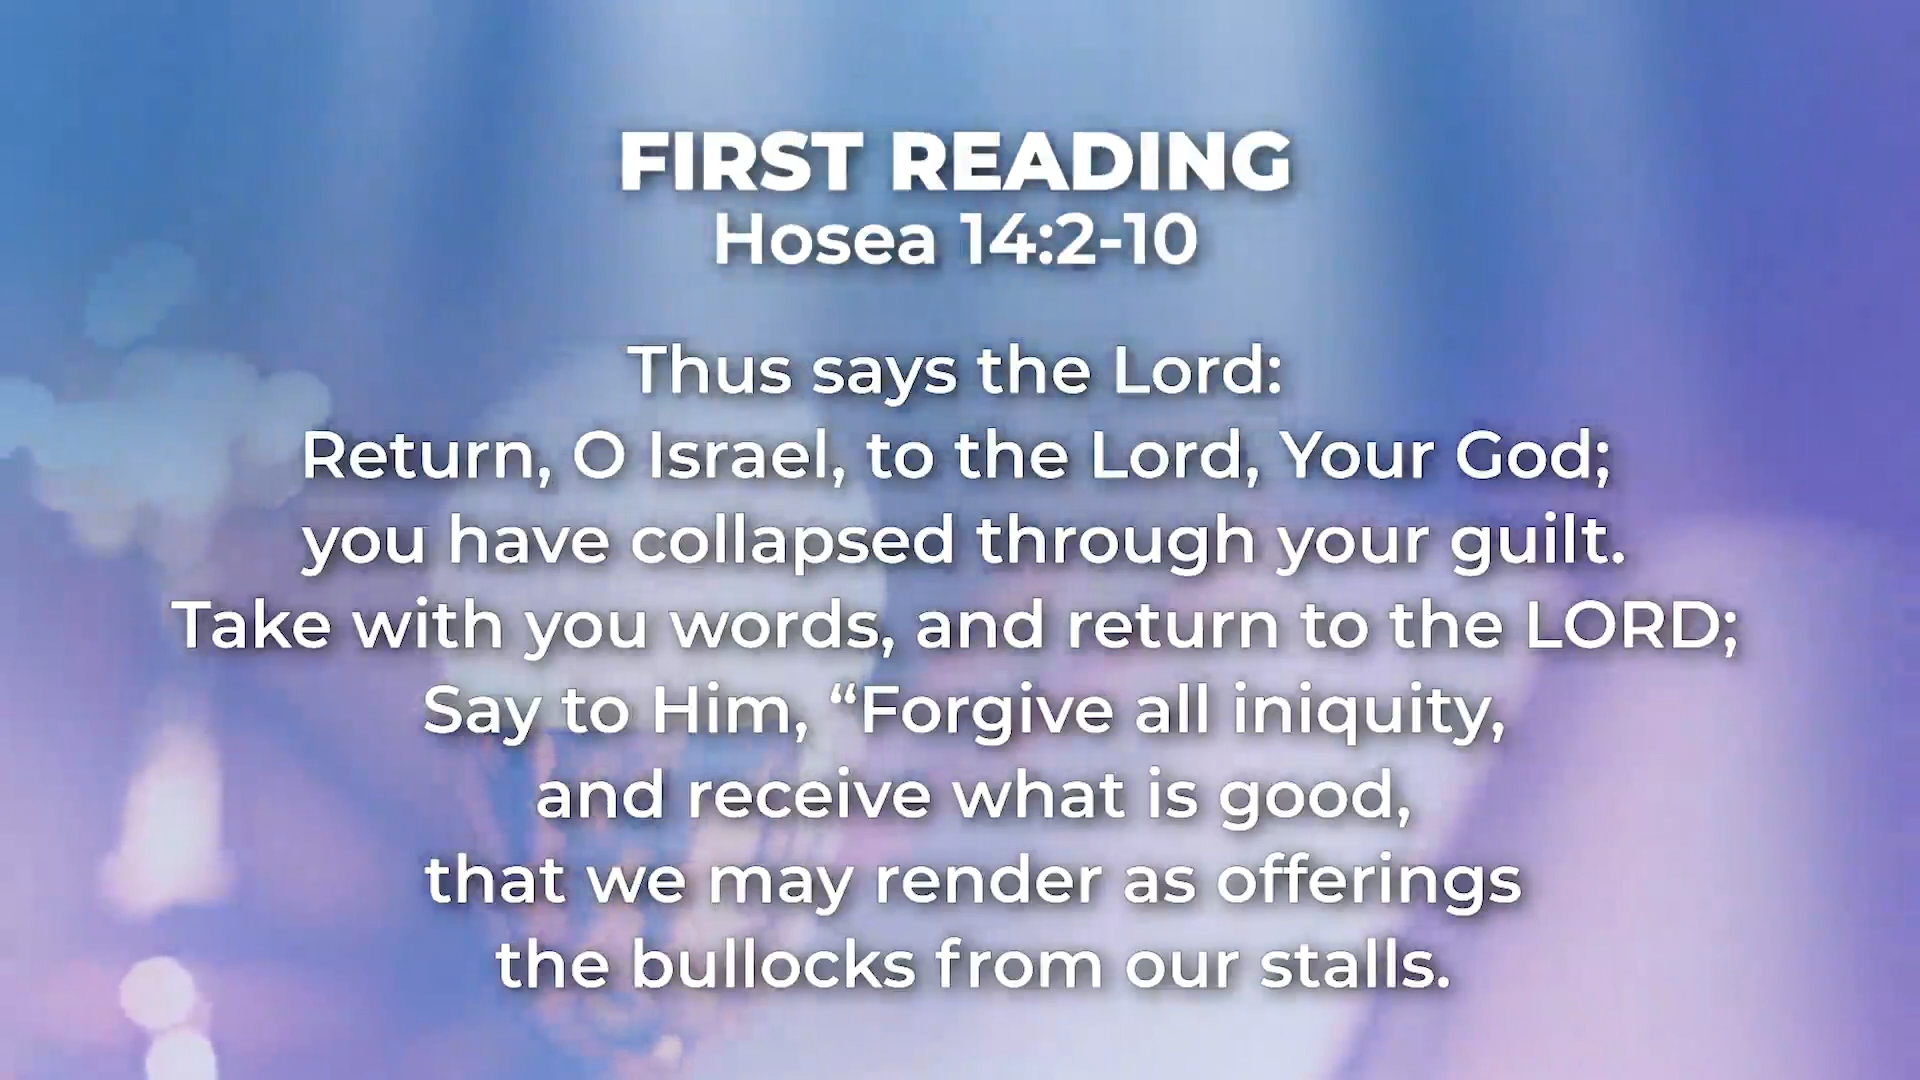 FIRST READING
Hosea 14:2-10
Thus says the Lord:
Return, O Israel, to the Lord, Your God;
you have collapsed through your guilt.
Take with you words, and return to the LORD;
Say to Him, “Forgive all iniquity,
and receive what is good,
that we may render as offerings
the bullocks from our stalls.